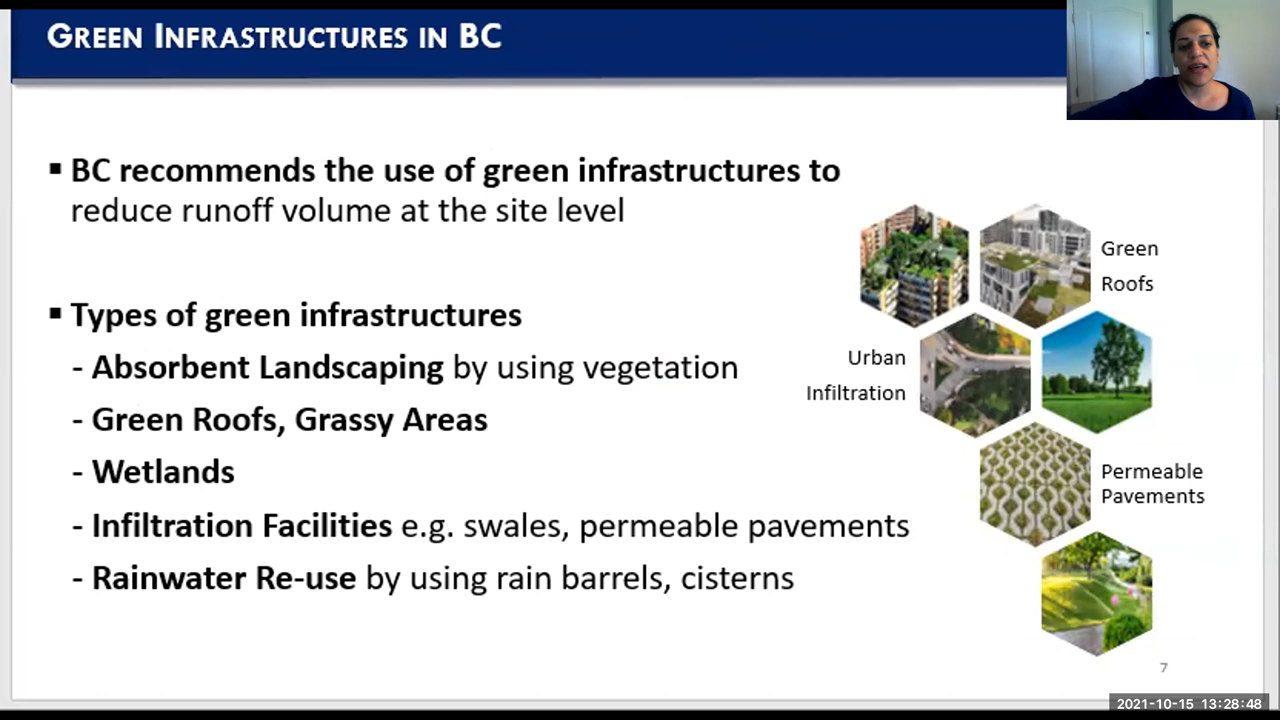 GREEN INFRASTRUCTURES IN BC
▪ BC recommends the use of green infrastructures to
reduce runoff volume at the site level
▪ Types of green infrastructures
- Absorbent Landscaping by using vegetation
- Green Roofs, Grassy Areas
- Wetlands
- Infiltration Facilities e.g. swales, permeable pavements
- Rainwater Re-use by using rain barrels, cisterns
Green
Roofs
Urban
Infiltration
Permeable
Pavements
7
2021-10-15 13:28:48